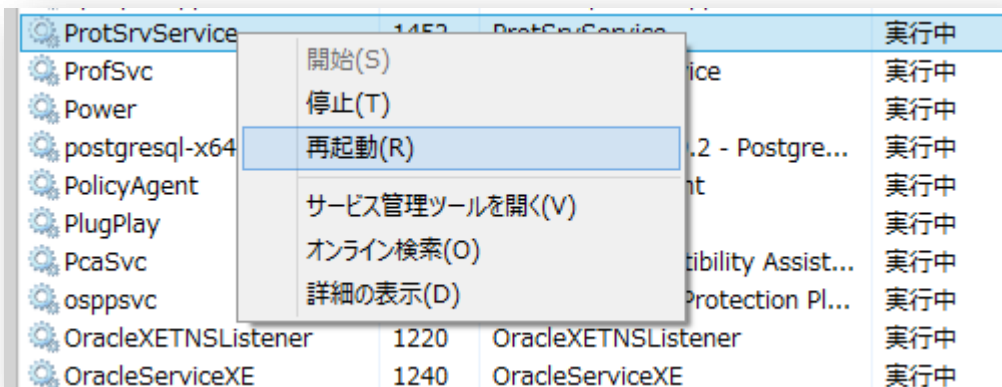 ProtSrvService 1452 ProtSrvService 実行中
開始(S)
ProfSvc ice 実行中
停止(T)
Power 実行中
再起動(R)
postgresql-x64 .2 - Postgre... 実行中
PolicyAgent nt 実行中
サービス管理ツールを開く(V)
PlugPlay 実行中
オンライン検索(O)
PcaSvc tibility Assist... 実行中
詳細の表示(D)
osppsvc Protection Pl... 実行中
OracleXETNSListener 1220 OracleXETNSListener 実行中
OracleServiceXE 1240 OracleServiceXE 実行中